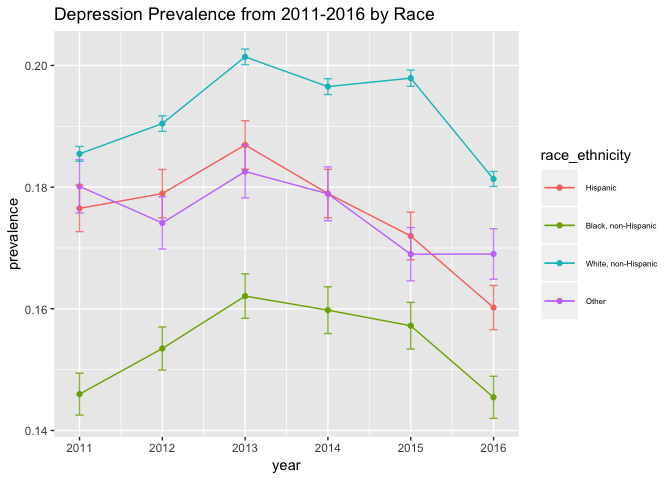 Depression Prevalence from 2011-2016 by Race
0.20
0.18
0.16
0.14
prevalence
2011 2012 2013 2014 2015 2016
year
race_ethnicity
Hispanic
Black, non-Hispanic
White, non-Hispanic
Other